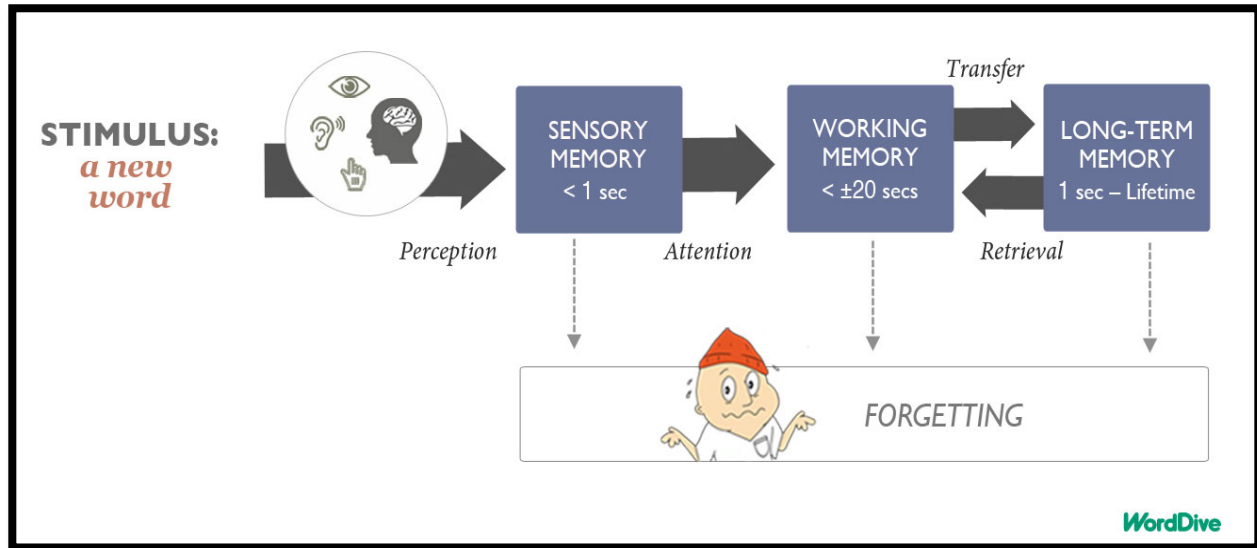 STIMULUS:
a new
word
Perception
SENSORY
MEMORY
< 1 sec
Attention
WORKING
MEMORY
< ±20 secs
Transfer
Retrieval
LONG-TERM
MEMORY
1 sec – Lifetime
FORGETTING
WordDive